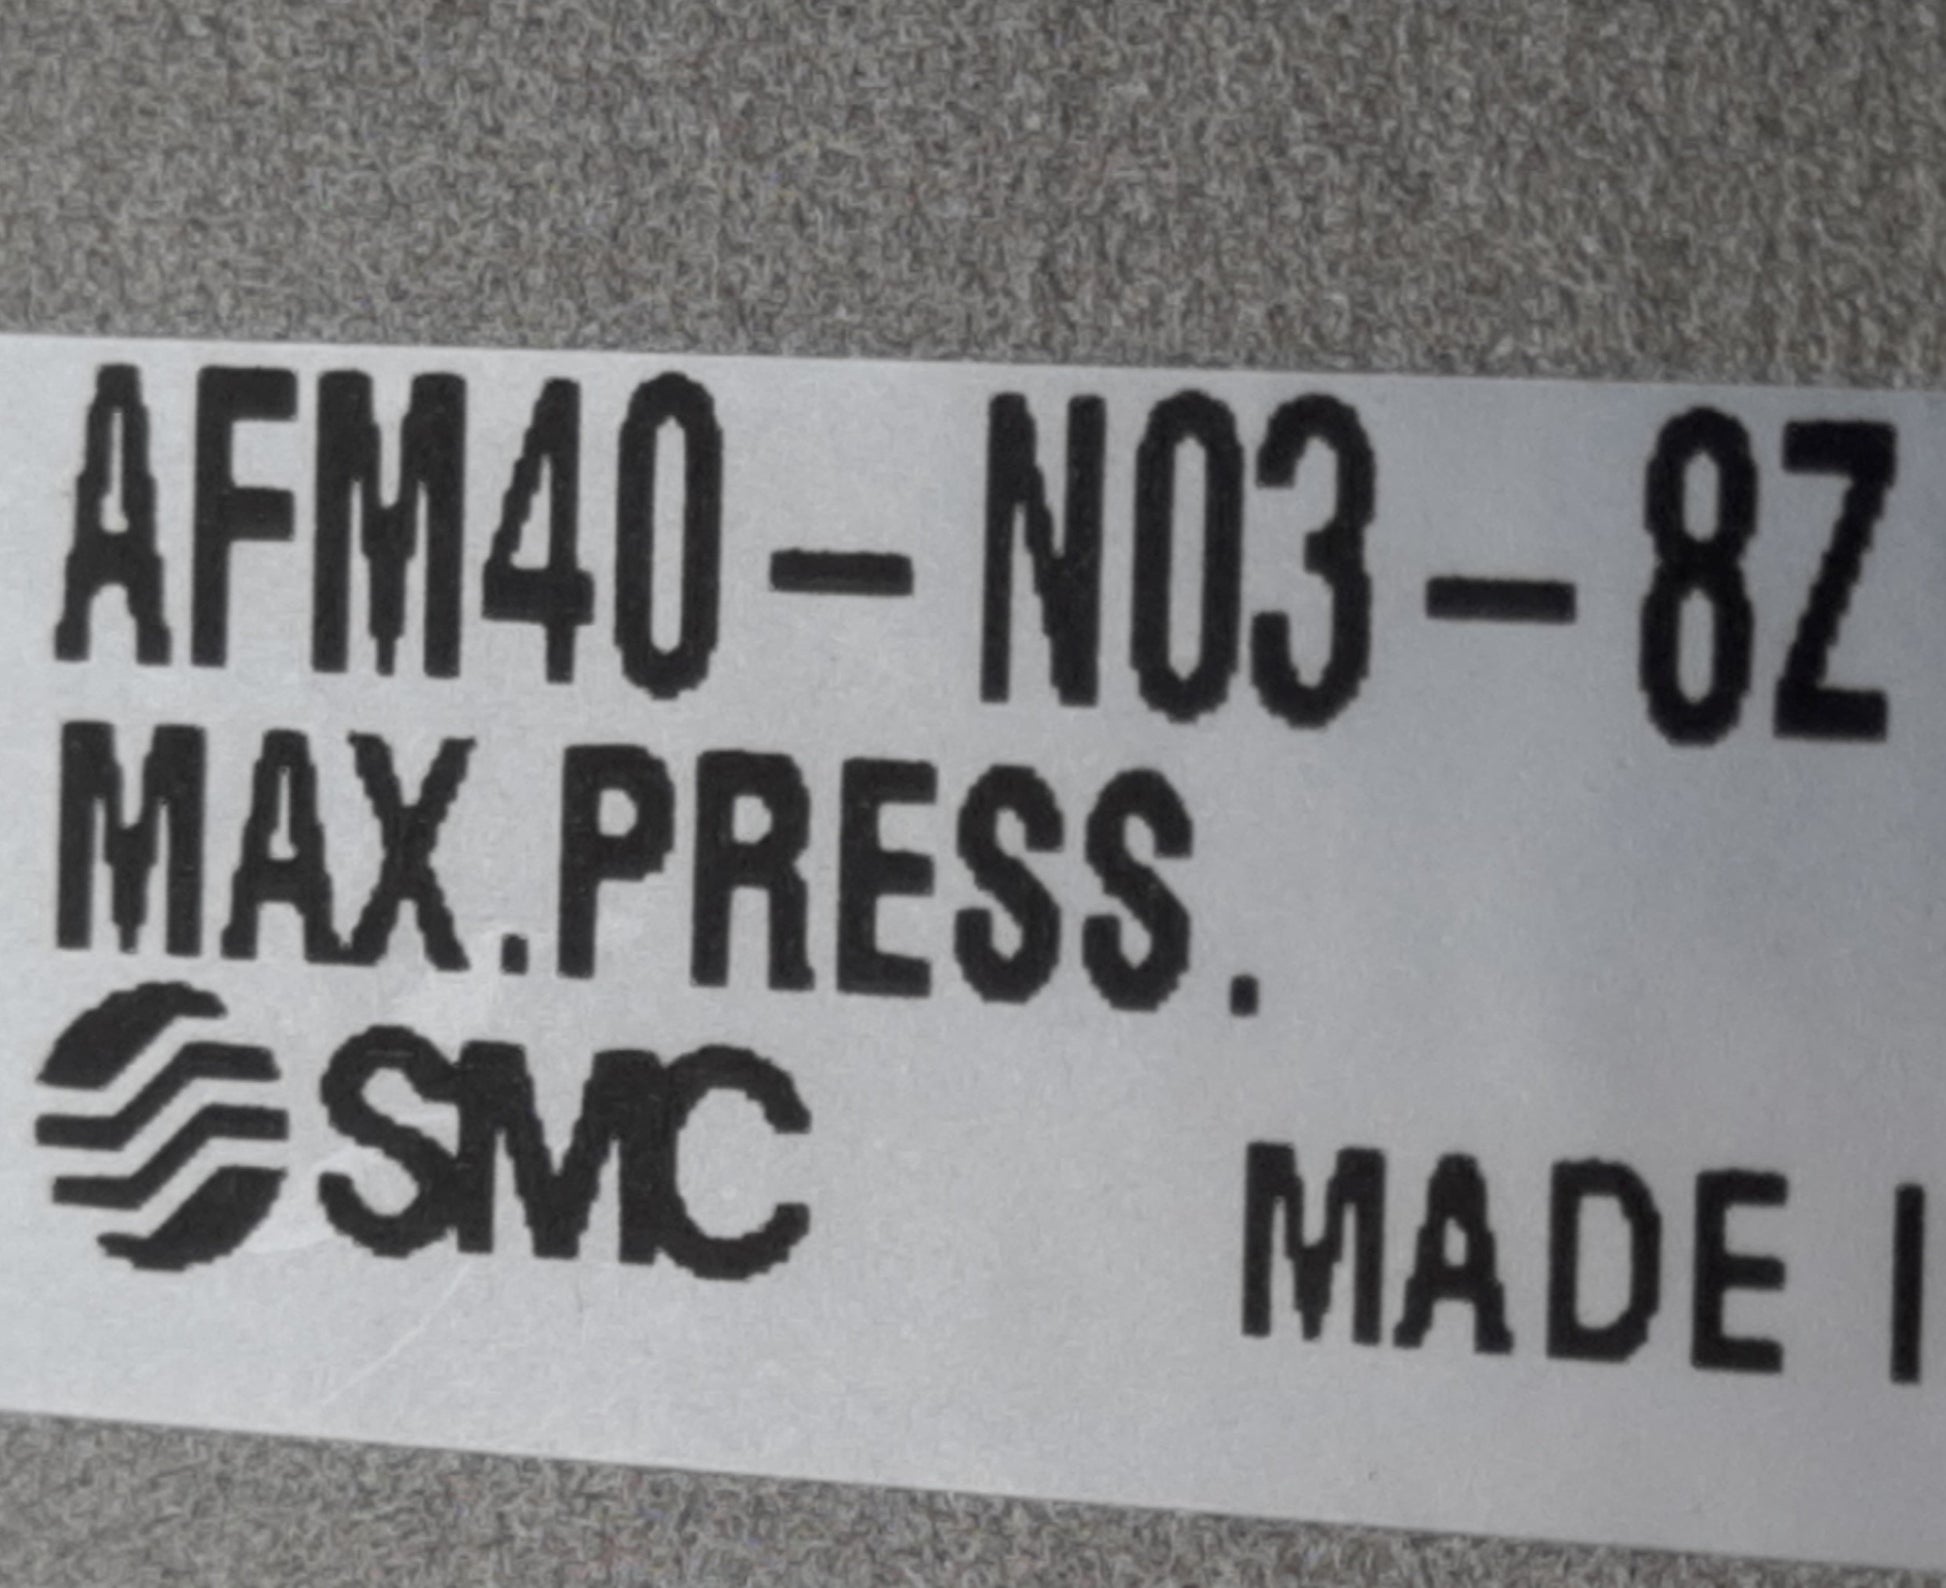 AFM40-N03-8Z
MAX.PRESS.
SMC
MADE I